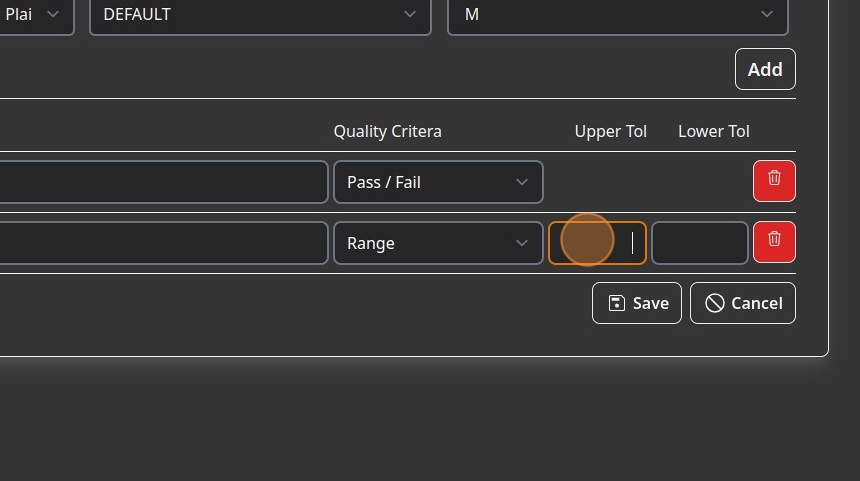 Plai DEFAULT M
Add
Quality Critera Upper Tol Lower Tol
Pass / Fail
Range
Save Cancel